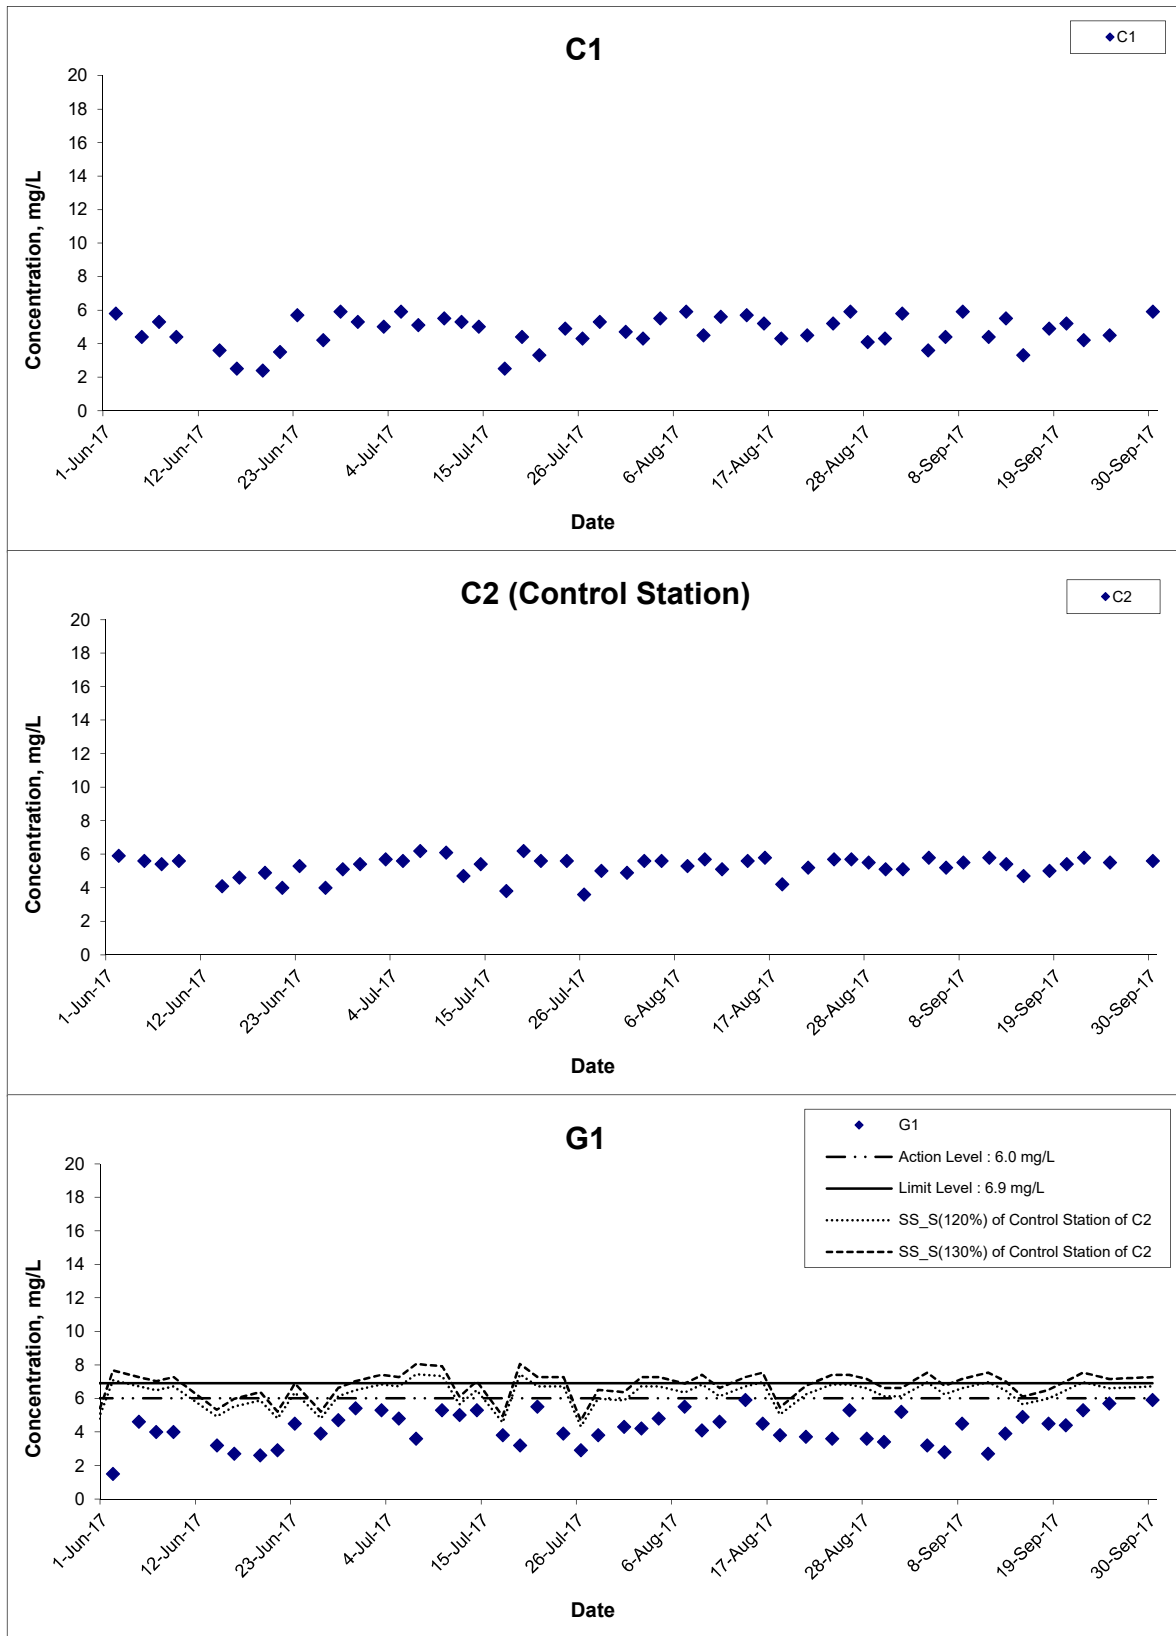 C1
C1
20
18
16
14
12
10
8
6
4
2
0
Concentration, mg/L
1-Jun-17
12-Jun-17
23-Jun-17
4-Jul-17
15-Jul-17
26-Jul-17
6-Aug-17
17-Aug-17
28-Aug-17
8-Sep-17
19-Sep-17
30-Sep-17
Date
C2 (Control Station)
C2
20
18
16
14
12
10
8
6
4
2
0
Concentration, mg/L
1-Jun-17
12-Jun-17
23-Jun-17
4-Jul-17
15-Jul-17
26-Jul-17
6-Aug-17
17-Aug-17
28-Aug-17
8-Sep-17
19-Sep-17
30-Sep-17
Date
G1
G1
Action Level : 6.0 mg/L
Limit Level : 6.9 mg/L
SS_S(120%) of Control Station of C2
SS_S(130%) of Control Station of C2
20
18
16
14
12
10
8
6
4
2
0
Concentration, mg/L
1-Jun-17
12-Jun-17
23-Jun-17
4-Jul-17
15-Jul-17
26-Jul-17
6-Aug-17
17-Aug-17
28-Aug-17
8-Sep-17
19-Sep-17
30-Sep-17
Date